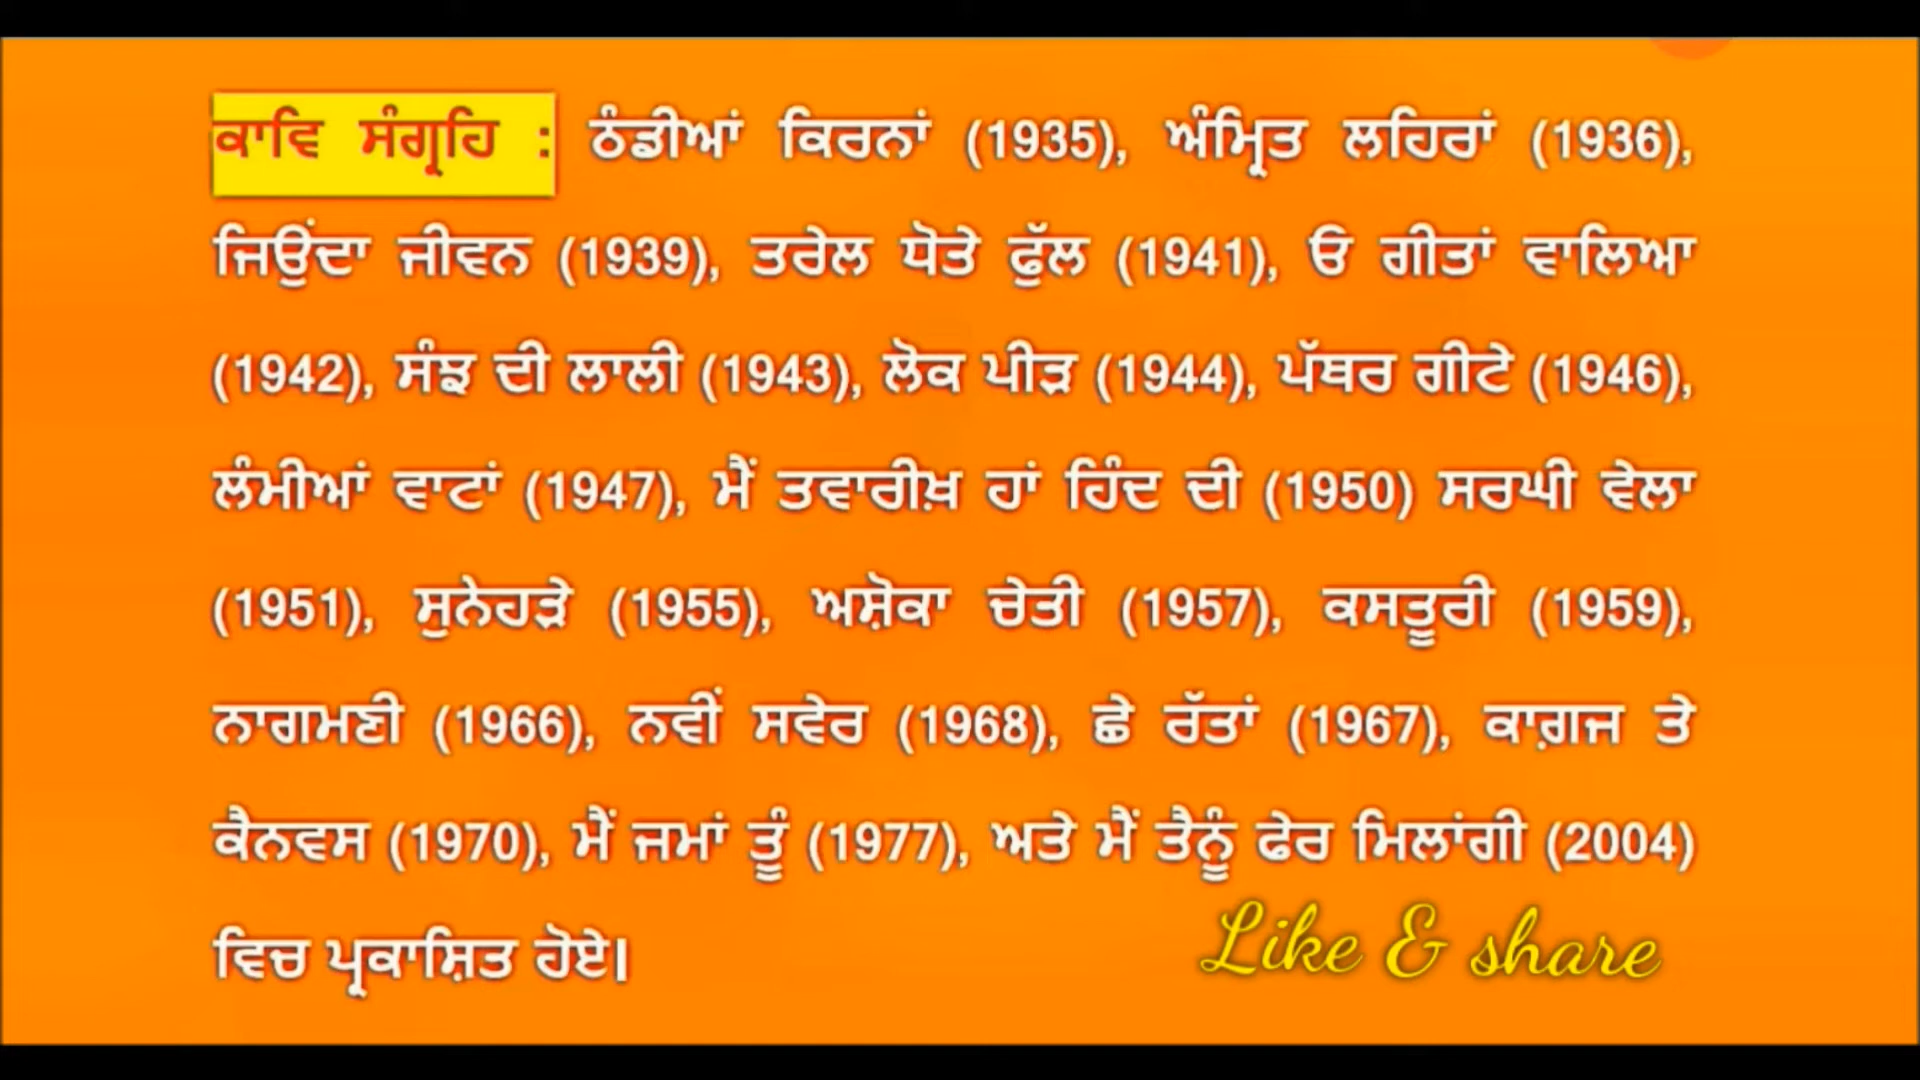 ਕਾਵਿ ਸੰਗ੍ਰਹਿ : ਠੰਡੀਆਂ ਕਿਰਨਾਂ (1935), ਅੰਮ੍ਰਿਤ ਲਹਿਰਾਂ (1936),
ਜਿਉਂਦਾ ਜੀਵਨ (1939), ਤਰੇਲ ਧੋਤੇ ਫੁੱਲ (1941), ਓ ਗੀਤਾਂ ਵਾਲਿਆ
(1942), ਸੰਝ ਦੀ ਲਾਲੀ (1943), ਲੋਕ ਪੀੜ (1944), ਪੱਥਰ ਗੀਟੇ (1946),
ਲੰਮੀਆਂ ਵਾਟਾਂ (1947), ਮੈਂ ਤਵਾਰੀਖ਼ ਹਾਂ ਹਿੰਦ ਦੀ (1950) ਸਰਘੀ ਵੇਲਾ
(1951), ਸੁਨੇਹੜੇ (1955), ਅਸ਼ੋਕਾ ਚੇਤੀ (1957), ਕਸਤੂਰੀ (1959),
ਨਾਗਮਣੀ (1966), ਨਵੀਂ ਸਵੇਰ (1968), ਛੇ ਰੱਤਾਂ (1967), ਕਾਗ਼ਜ ਤੇ
ਕੈਨਵਸ (1970), ਮੈਂ ਜਮਾਂ ਤੂੰ (1977), ਅਤੇ ਮੈਂ ਤੈਨੂੰ ਫੇਰ ਮਿਲਾਂਗੀ (2004)
ਵਿਚ ਪ੍ਰਕਾਸ਼ਿਤ ਹੋਏ।
Like & share